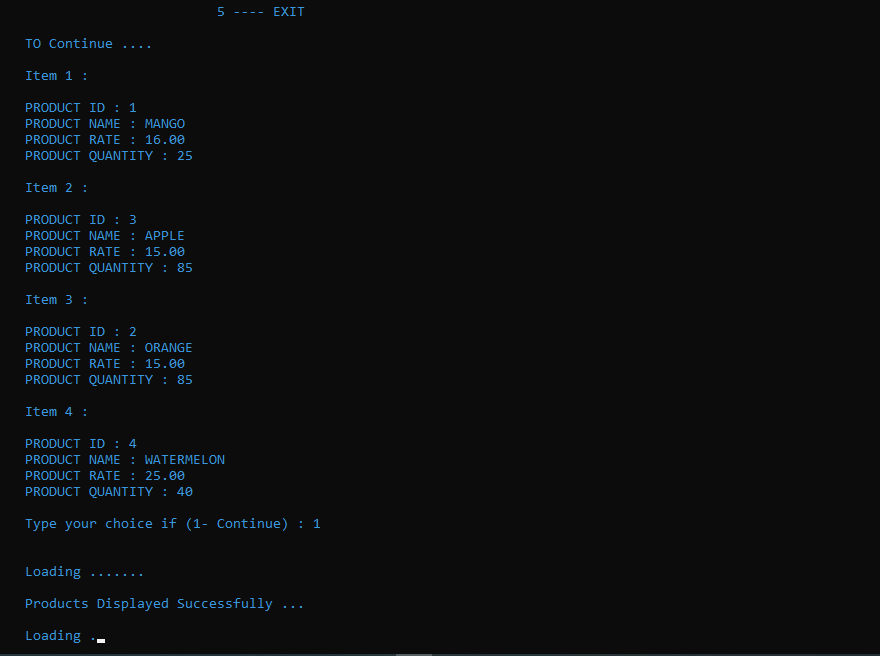 5 ---- EXIT
TO Continue ....
Item 1 :
PRODUCT ID : 1
PRODUCT NAME : MANGO
PRODUCT RATE : 16.00
PRODUCT QUANTITY : 25
Item 2 :
PRODUCT ID : 3
PRODUCT NAME : APPLE
PRODUCT RATE : 15.00
PRODUCT QUANTITY : 85
Item 3 :
PRODUCT ID : 2
PRODUCT NAME : ORANGE
PRODUCT RATE : 15.00
PRODUCT QUANTITY : 85
Item 4 :
PRODUCT ID : 4
PRODUCT NAME : WATERMELON
PRODUCT RATE : 25.00
PRODUCT QUANTITY : 40
Type your choice if (1- Continue) : 1
Loading .......
Products Displayed Successfully ...
Loading .